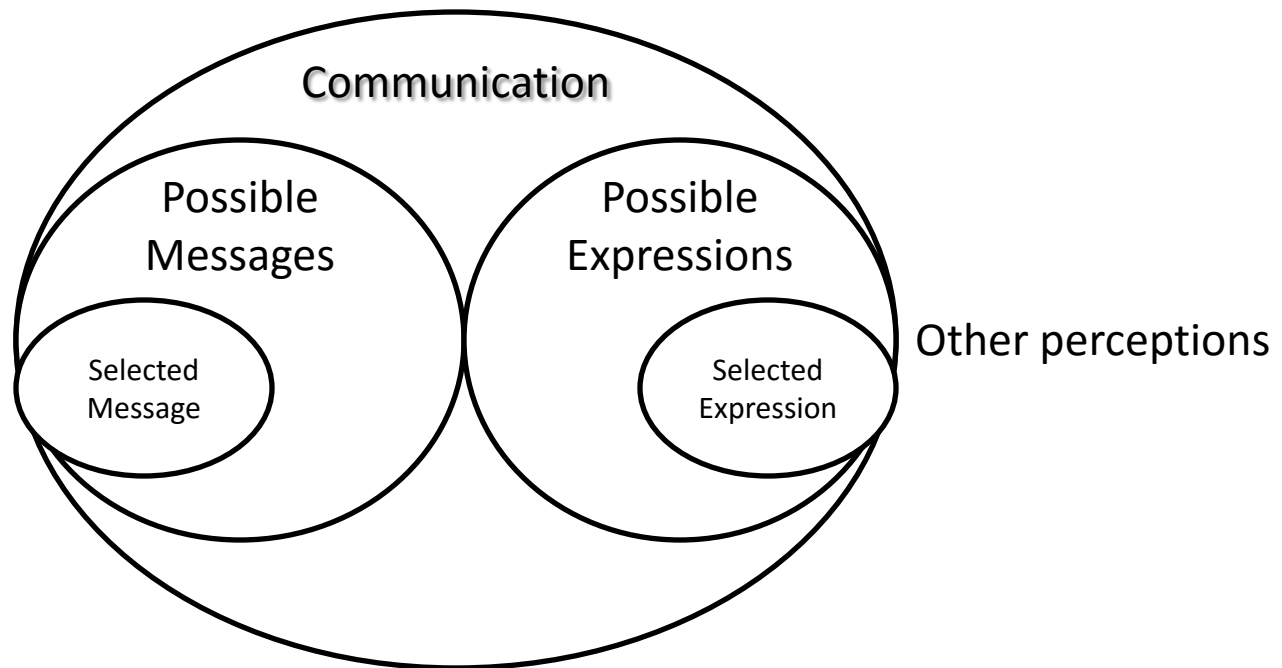 Communication
Possible
Messages
Possible
Expressions
Selected
Message
Selected
Expression
Other perceptions